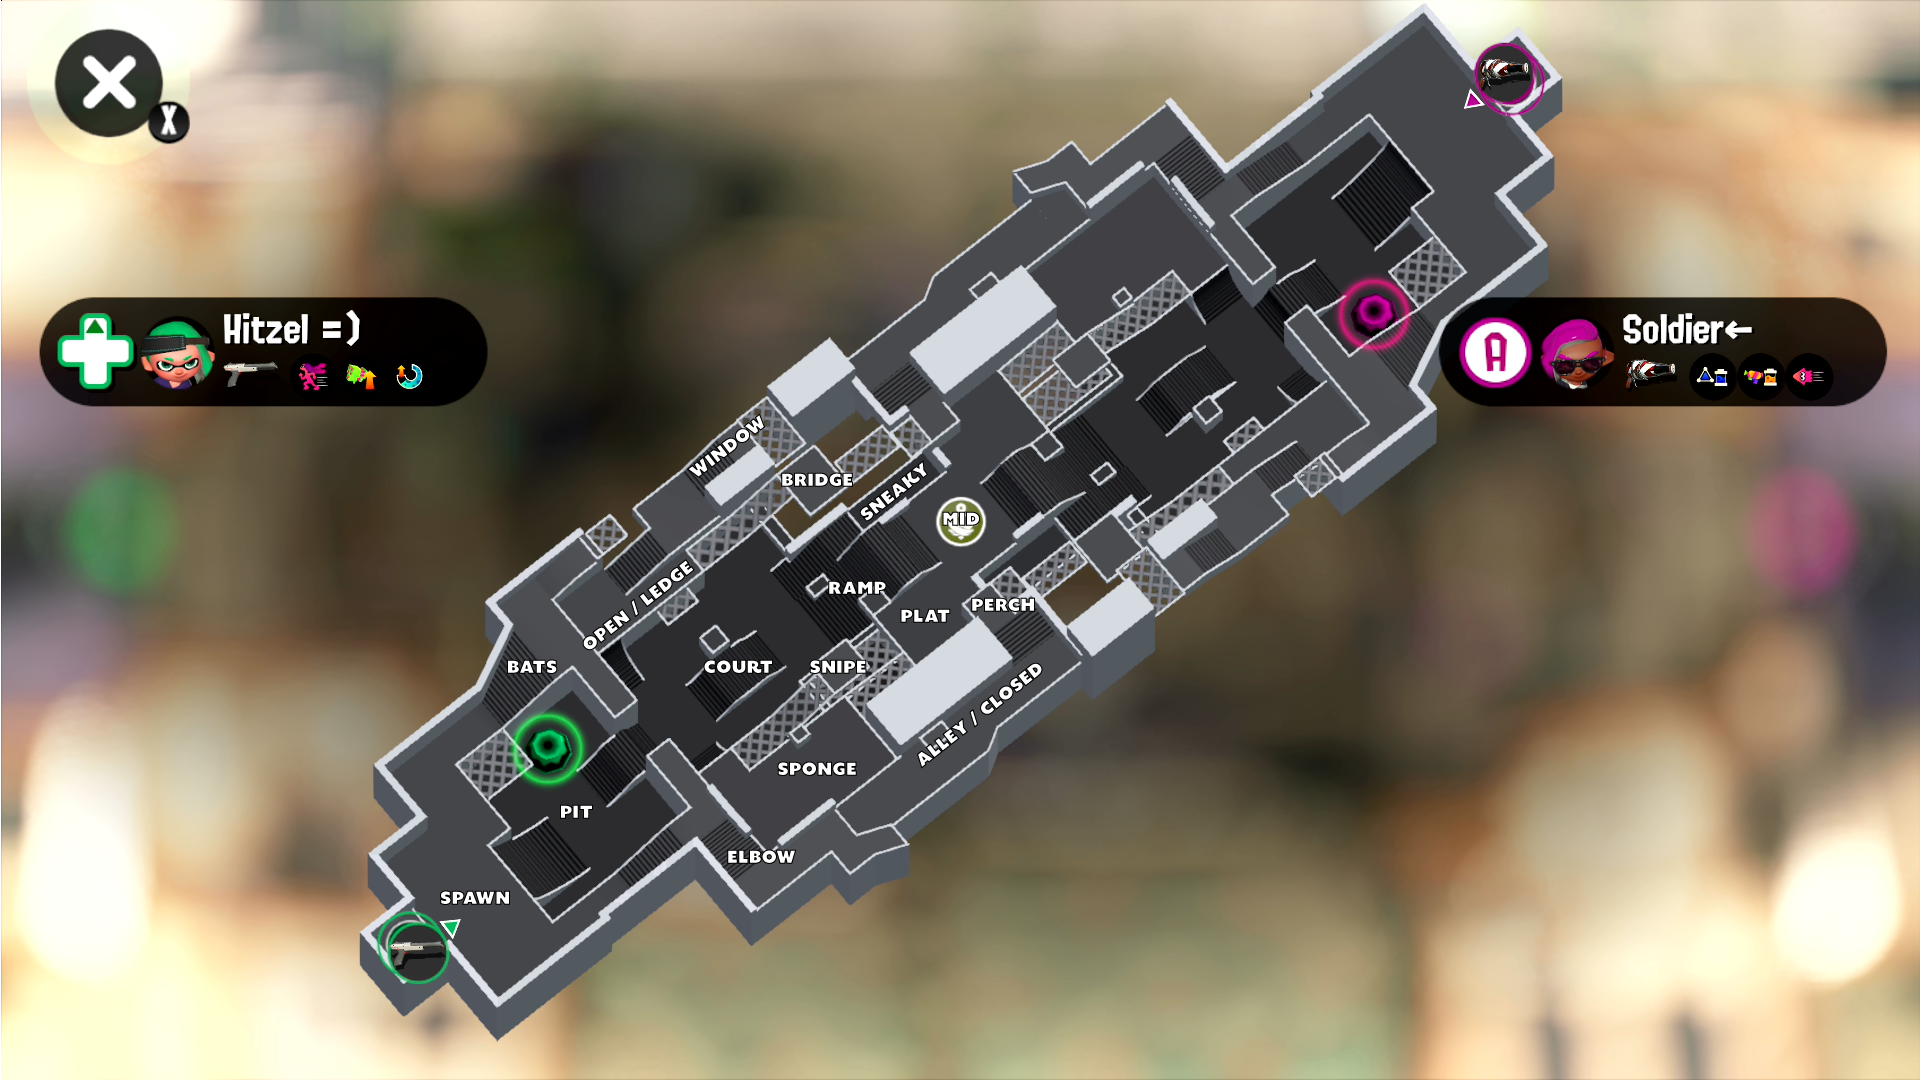 X
Hitzel =)
Soldier←
A
3
WINDOW
BRIDGE
SNEAKY
MID
OPEN / LEDGE
RAMP
PERCH
PLAT
BATS
COURT
SNIPE
ALLEY / CLOSED
SPONGE
PIT
ELBOW
SPAWN